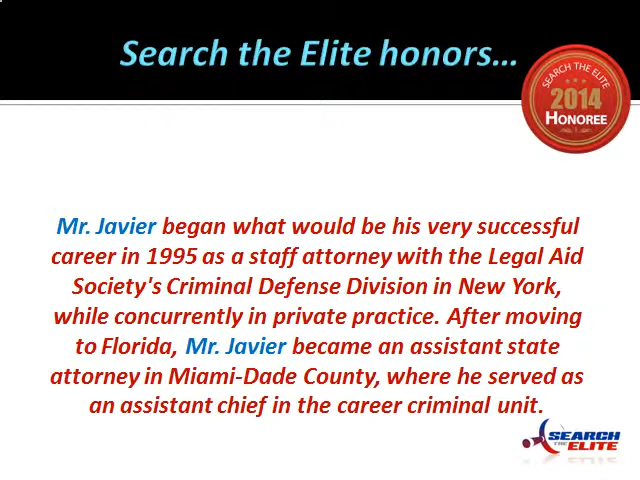 Search the Elite honors...
SEARCH THE ELITE
2014
HONOREE
Mr. Javier began what would be his very successful
career in 1995 as a staff attorney with the Legal Aid
Society's Criminal Defense Division in New York,
while concurrently in private practice. After moving
to Florida, Mr. Javier became an assistant state
attorney in Miami-Dade County, where he served as
an assistant chief in the career criminal unit.
SEARCH
THE ELITE